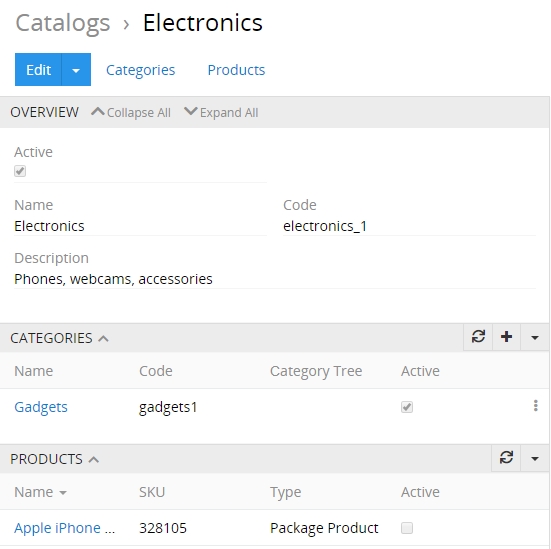 Catalogs › Electronics
Edit Categories Products
OVERVIEW Collapse All Expand All
Active
Name Code
Electronics electronics_1
Description
Phones, webcams, accessories
CATEGORIES
Name Code Category Tree Active
Gadgets gadgets1
PRODUCTS
Name SKU Type Active
Apple iPhone ... 328105 Package Product